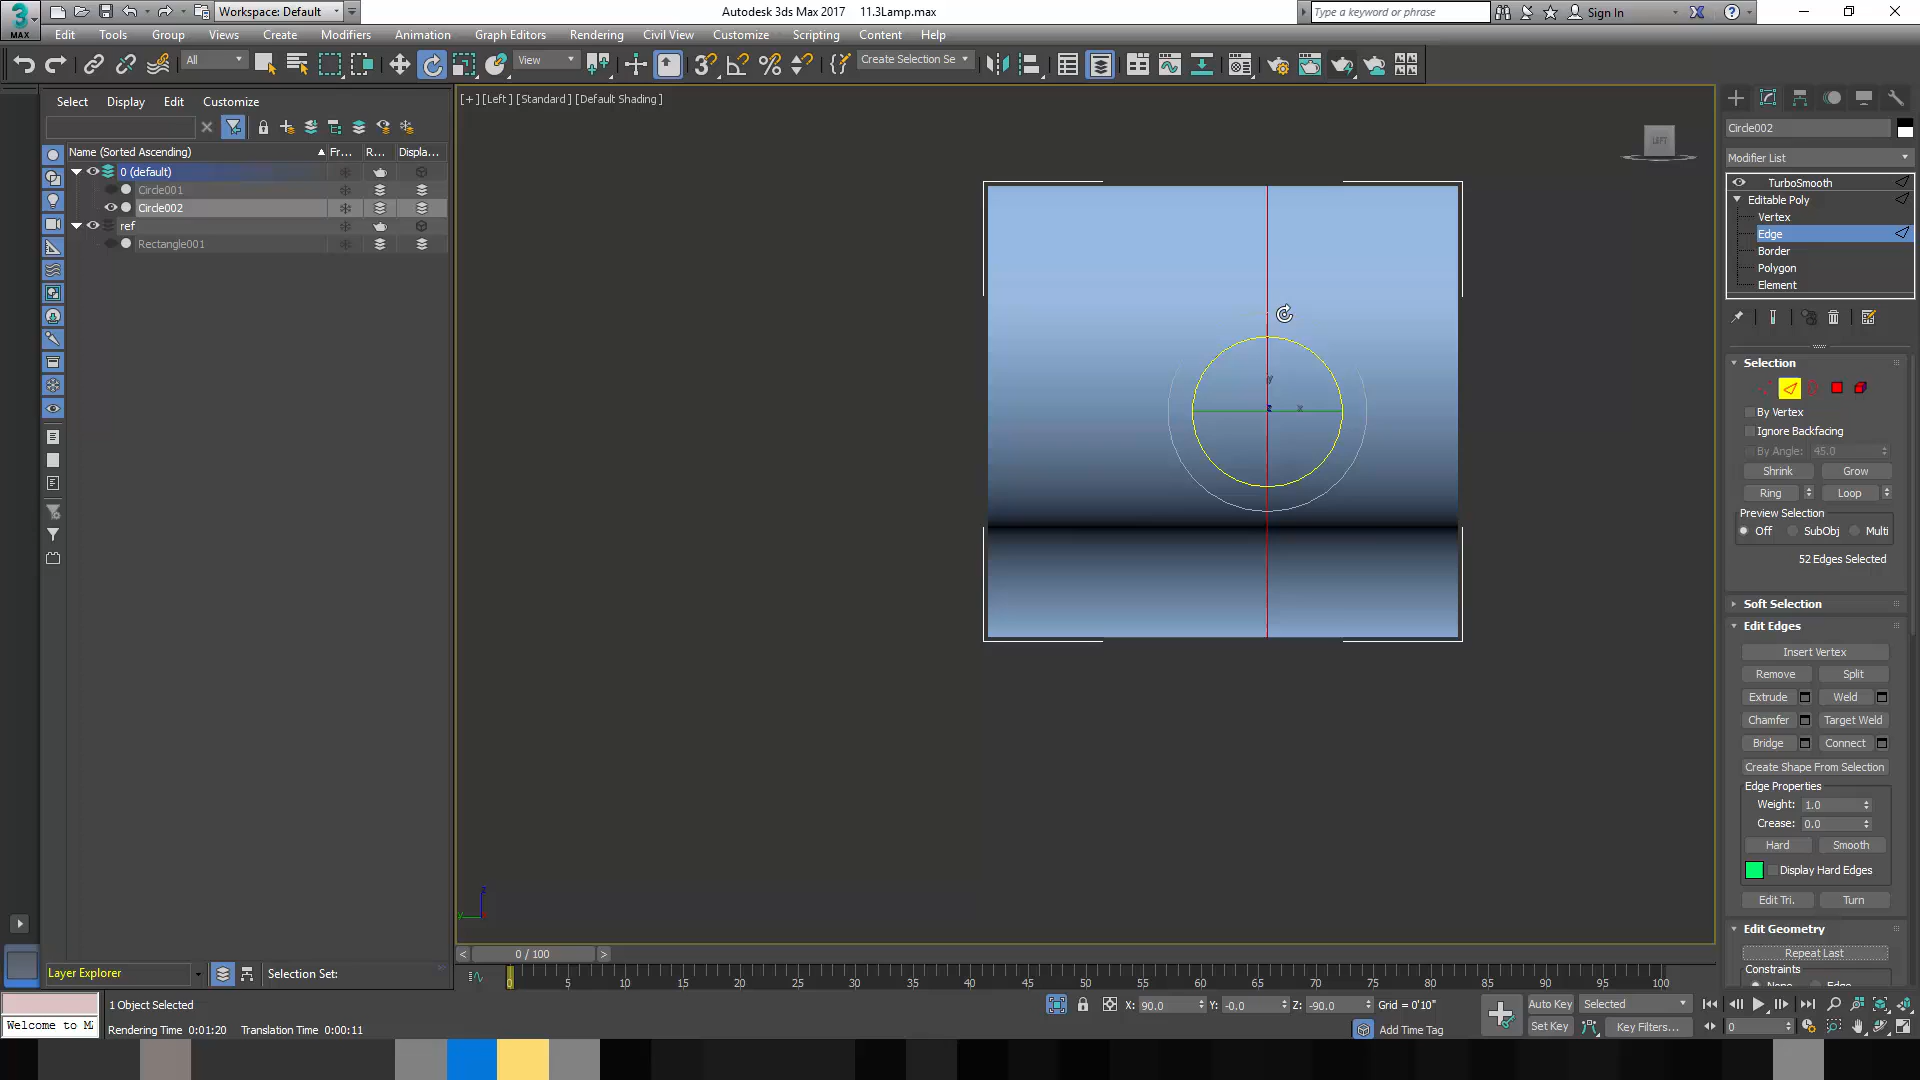 Workspace: Default
Autodesk 3ds Max 2017 11.3Lamp.max
Type a keyword or phrase
Sign In
MAX
Edit Tools Group Views Create Modifiers Animation Graph Editors Rendering Civil View Customize Scripting Content Help
All
View
Create Selection Se
Select Display Edit Customize
[+] [Left] [Standard] [Default Shading]
LEFT
Circle002
Name (Sorted Ascending) Fr... R... Displa...
Modifier List
0 (default)
Circle001
Circle002
ref
Rectangle001
TurboSmooth
Editable Poly
Vertex
Edge
Border
Polygon
Element
Selection
By Vertex
Ignore Backfacing
By Angle: 45.0
Shrink Grow
Ring Loop
Preview Selection
Off SubObj Multi
52 Edges Selected
Soft Selection
Edit Edges
Insert Vertex
Remove Split
Extrude Weld
Chamfer Target Weld
Bridge Connect
Create Shape From Selection
Edge Properties
Weight: 1.0
Crease: 0.0
Hard Smooth
Display Hard Edges
Edit Tri. Turn
Edit Geometry
Repeat Last
Constraints
None Edge
y
x
z
z
y
0 / 100
Layer Explorer Selection Set:
0 5 10 15 20 25 30 35 40 45 50 55 60 65 70 75 80 85 90 95 100
1 Object Selected
X: 90.0 Y: -0.0 Z: -90.0 Grid = 0'10"
Auto Key Selected
Welcome to M
Rendering Time 0:01:20 Translation Time 0:00:11
Add Time Tag
Set Key Key Filters...
0